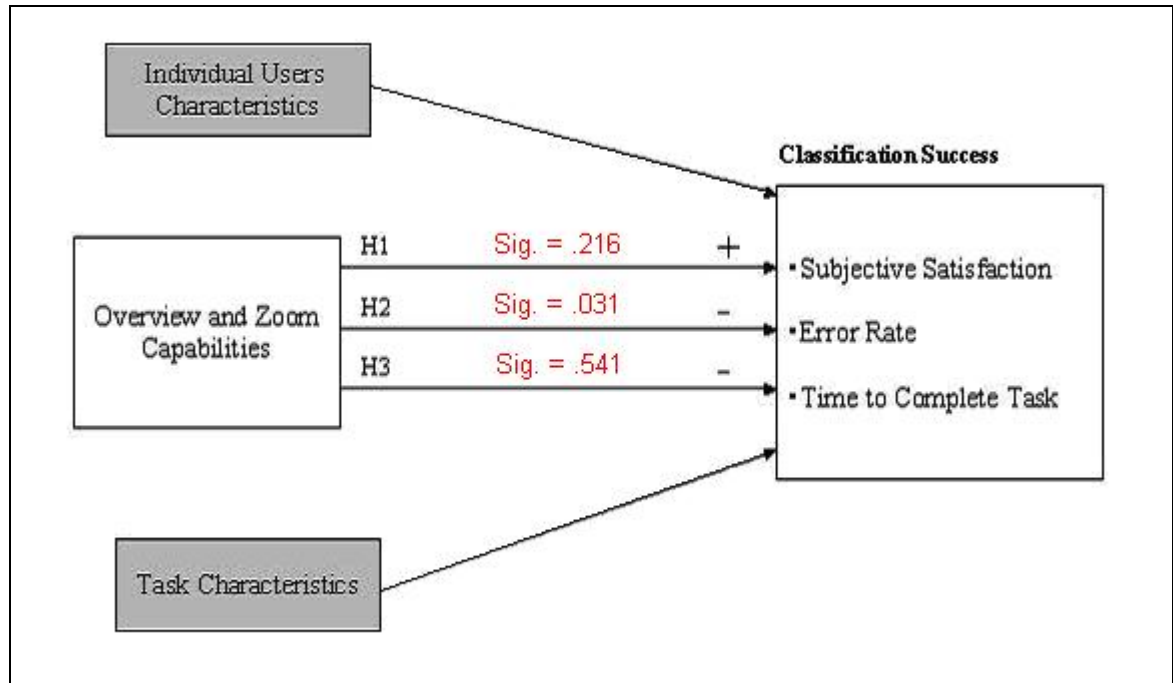 Individual Users
Characteristics
Classification Success
H1 Sig. = .216 +
▪Subjective Satisfaction
Overview and Zoom
Capabilities
H2 Sig. = .031 -
▪Error Rate
H3 Sig. = .541 -
▪Time to Complete Task
Task Characteristics